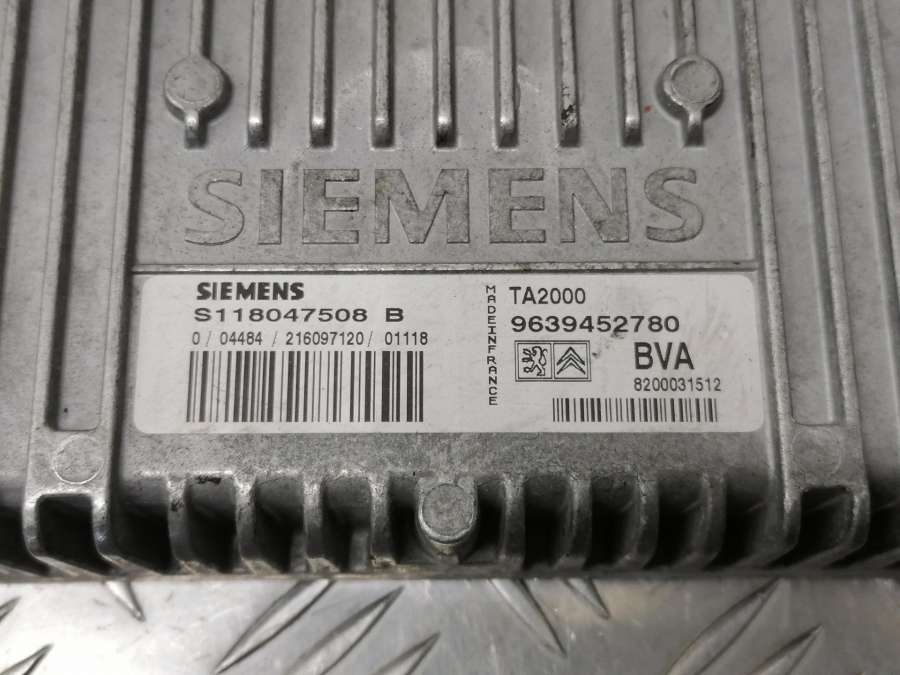 SIEMENS
SIEMENS
S118047508 B
0 / 04484 / 216097120 / 01118
MADEINFRANCE
TA2000
9639452780
BVA
8200031512